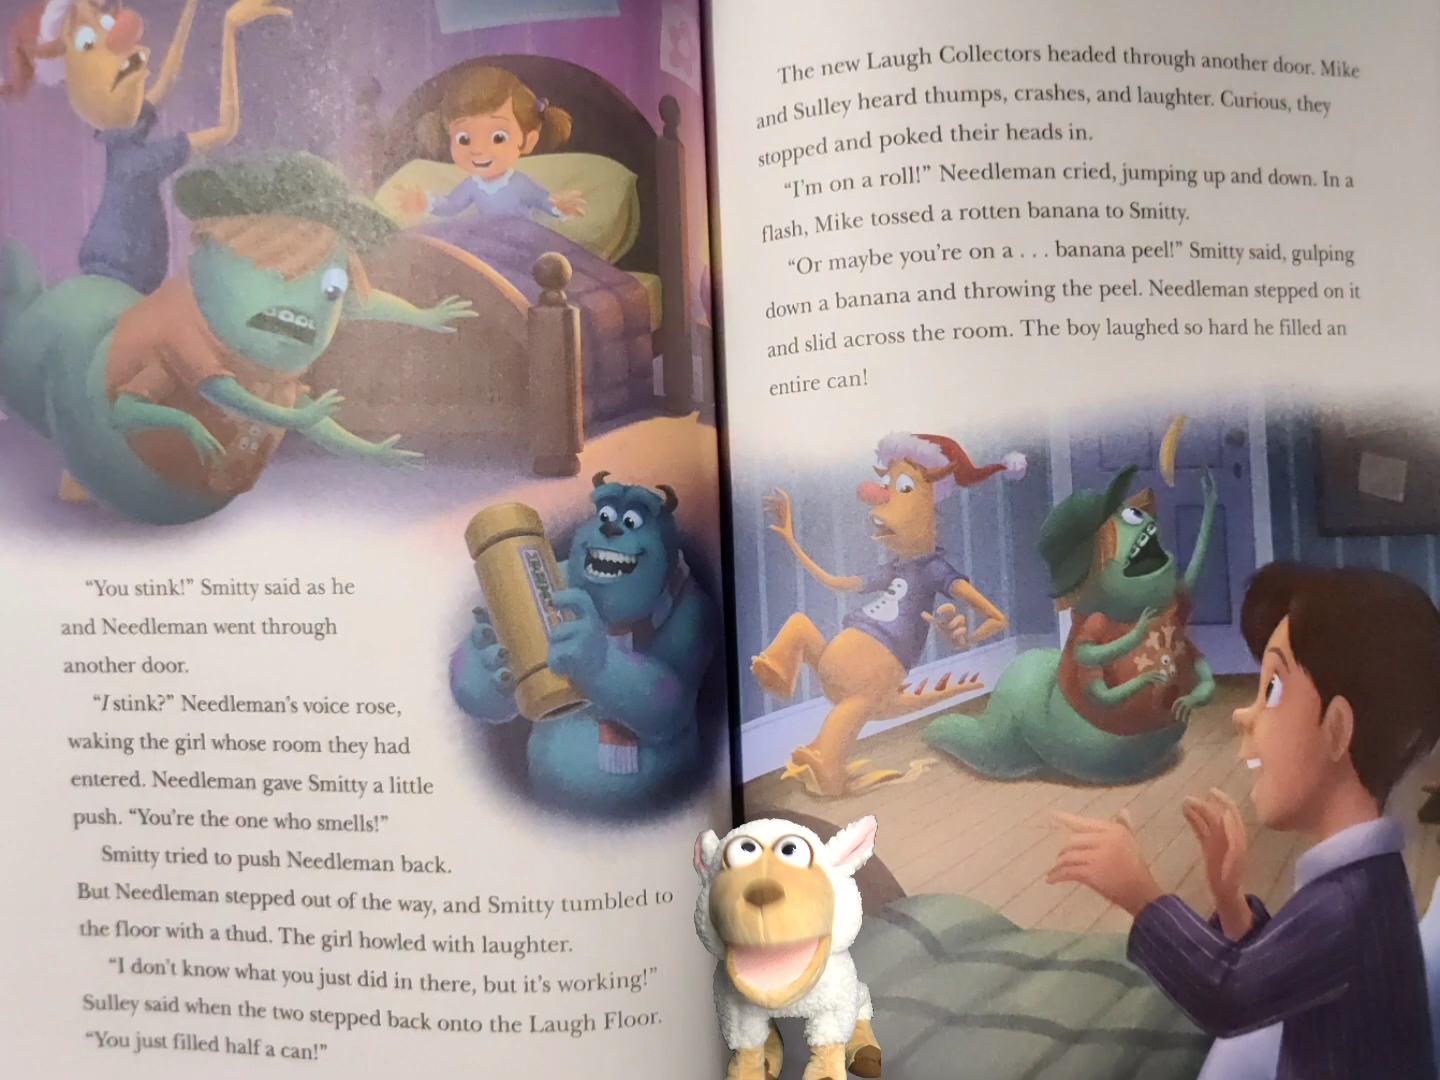 “You stink!” Smitty said as he
and Needleman went through
another door.
“I stink?” Needleman’s voice rose,
waking the girl whose room they had
entered. Needleman gave Smitty a little
push. “You’re the one who smells!”
Smitty tried to push Needleman back.
But Needleman stepped out of the way, and Smitty tumbled to
the floor with a thud. The girl howled with laughter.
“I don’t know what you just did in there, but it’s working!”
Sulley said when the two stepped back onto the Laugh Floor.
“You just filled half a can!”
The new Laugh Collectors headed through another door. Mike
and Sulley heard thumps, crashes, and laughter. Curious, they
stopped and poked their heads in.
“I’m on a roll!” Needleman cried, jumping up and down. In a
flash, Mike tossed a rotten banana to Smitty.
“Or maybe you’re on a . . . banana peel!” Smitty said, gulping
down a banana and throwing the peel. Needleman stepped on it
and slid across the room. The boy laughed so hard he filled an
entire can!